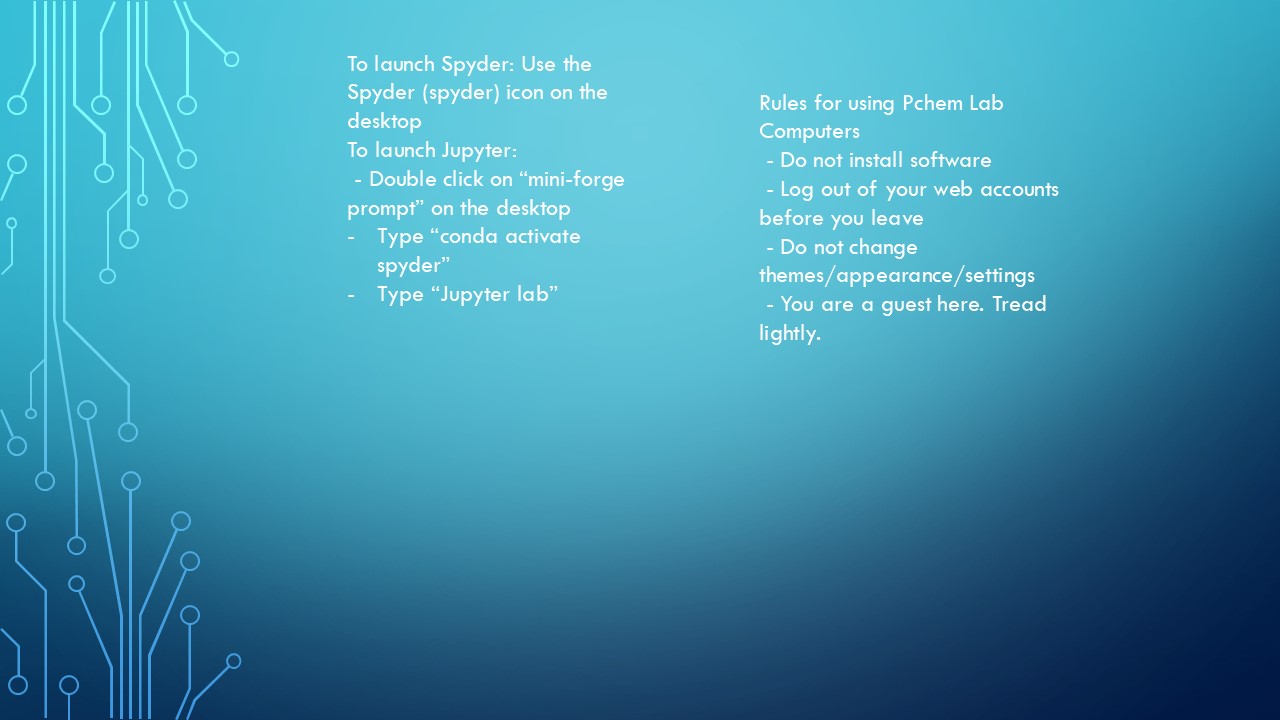 To launch Spyder: Use the
Spyder (spyder) icon on the
desktop
To launch Jupyter:
- Double click on “mini-forge
prompt” on the desktop
- Type “conda activate
spyder”
- Type “Jupyter lab”
Rules for using Pchem Lab
Computers
- Do not install software
- Log out of your web accounts
before you leave
- Do not change
themes/appearance/settings
- You are a guest here. Tread
lightly.